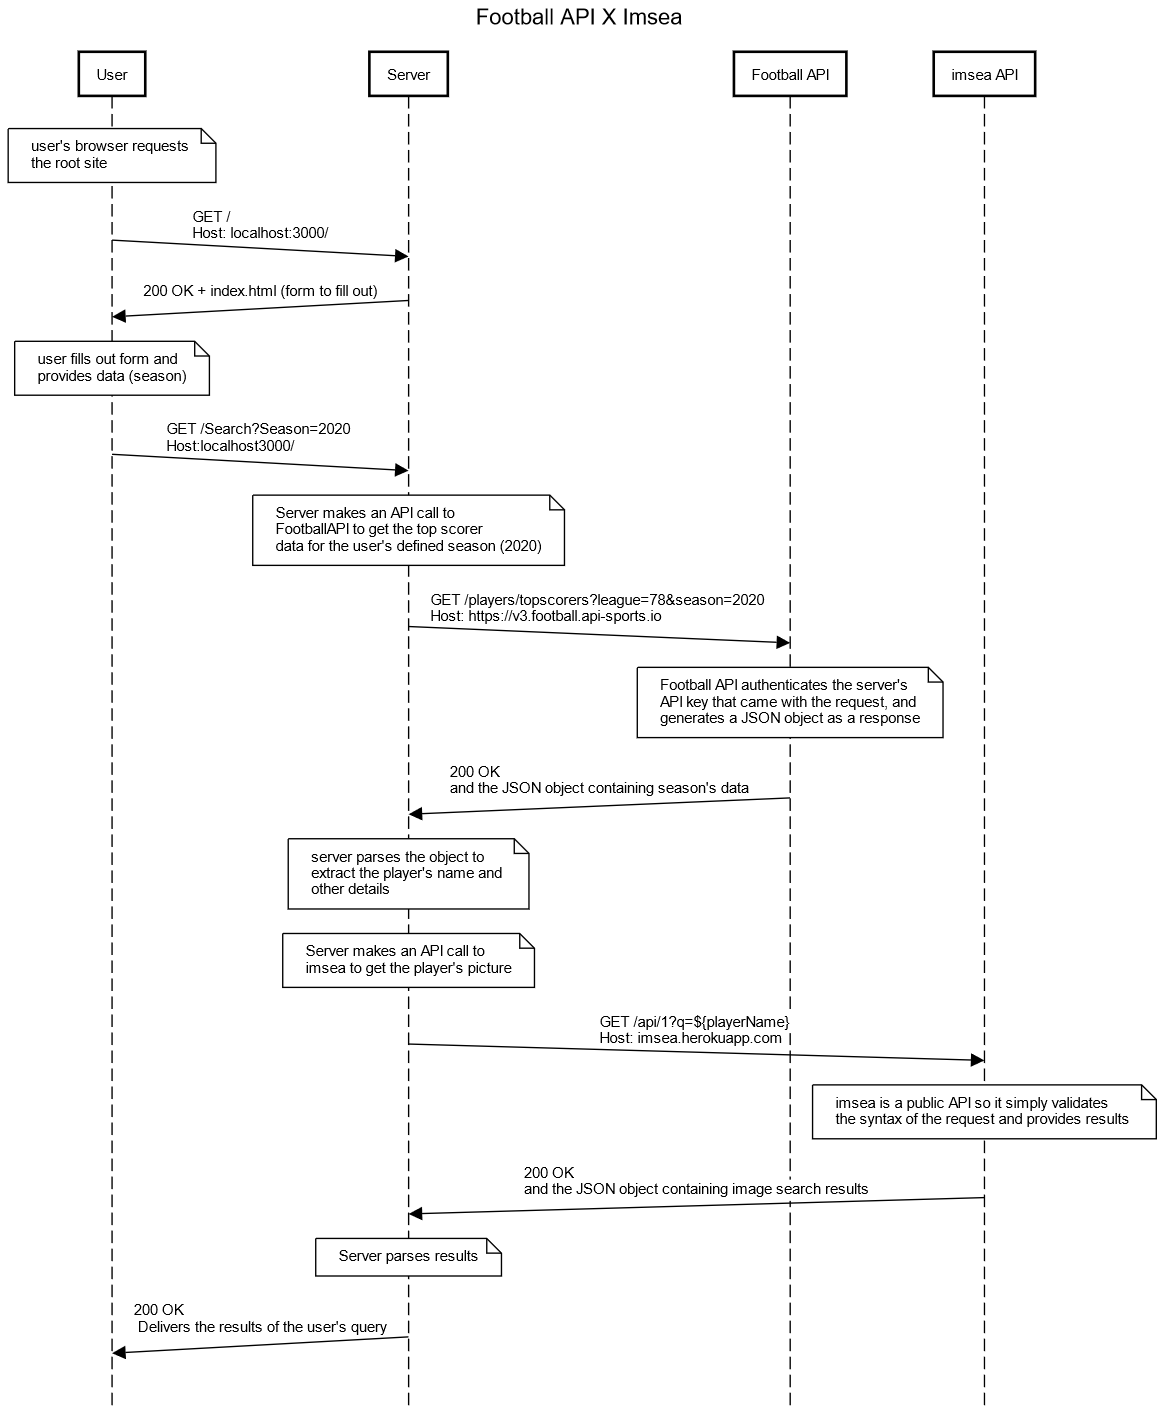 Football API X Imsea
User
Server
Football API
imsea API
user's browser requests
the root site
GET /
Host: localhost:3000/
200 OK + index.html (form to fill out)
user fills out form and
provides data (season)
GET /Search?Season=2020
Host:localhost3000/
Server makes an API call to
FootballAPI to get the top scorer
data for the user's defined season (2020)
GET /players/topscorers?league=78&season=2020
Host: https://v3.football.api-sports.io
Football API authenticates the server's
API key that came with the request, and
generates a JSON object as a response
200 OK
and the JSON object containing season's data
server parses the object to
extract the player's name and
other details
Server makes an API call to
imsea to get the player's picture
GET /api/1?q=${playerName}
Host: imsea.herokuapp.com
imsea is a public API so it simply validates
the syntax of the request and provides results
200 OK
and the JSON object containing image search results
Server parses results
200 OK
Delivers the results of the user's query